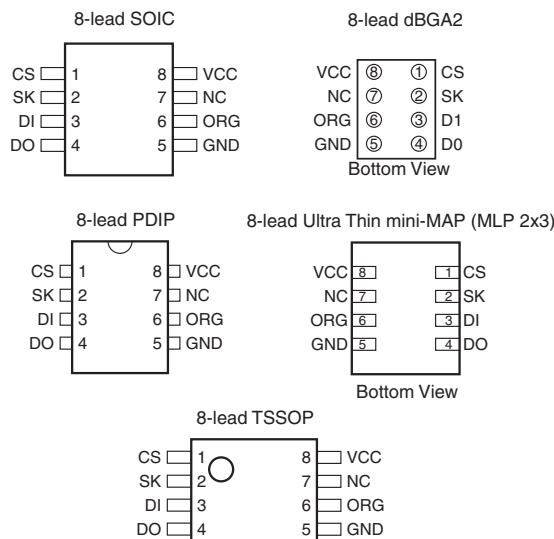 8-lead SOIC
CS 1 8 VCC
SK 2 7 NC
DI 3 6 ORG
DO 4 5 GND
8-lead dBGA2
VCC 8 1 CS
NC 7 2 SK
ORG 6 3 D1
GND 5 4 D0
Bottom View
8-lead PDIP
CS 1 8 VCC
SK 2 7 NC
DI 3 6 ORG
DO 4 5 GND
8-lead Ultra Thin mini-MAP (MLP 2x3)
VCC 8 1 CS
NC 7 2 SK
ORG 6 3 DI
GND 5 4 DO
Bottom View
8-lead TSSOP
CS 1 8 VCC
SK 2 7 NC
DI 3 6 ORG
DO 4 5 GND